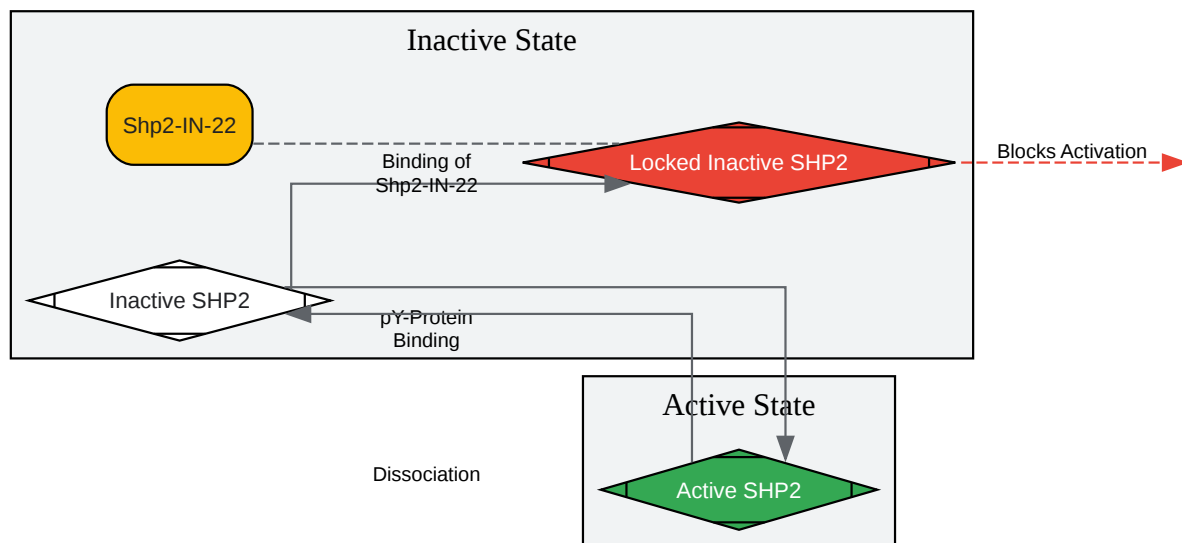 Inactive State
Shp2-IN-22
Binding of
Shp2-IN-22
Locked Inactive SHP2
Blocks Activation
Inactive SHP2
pY-Protein
Binding
Active State
Dissociation
Active SHP2